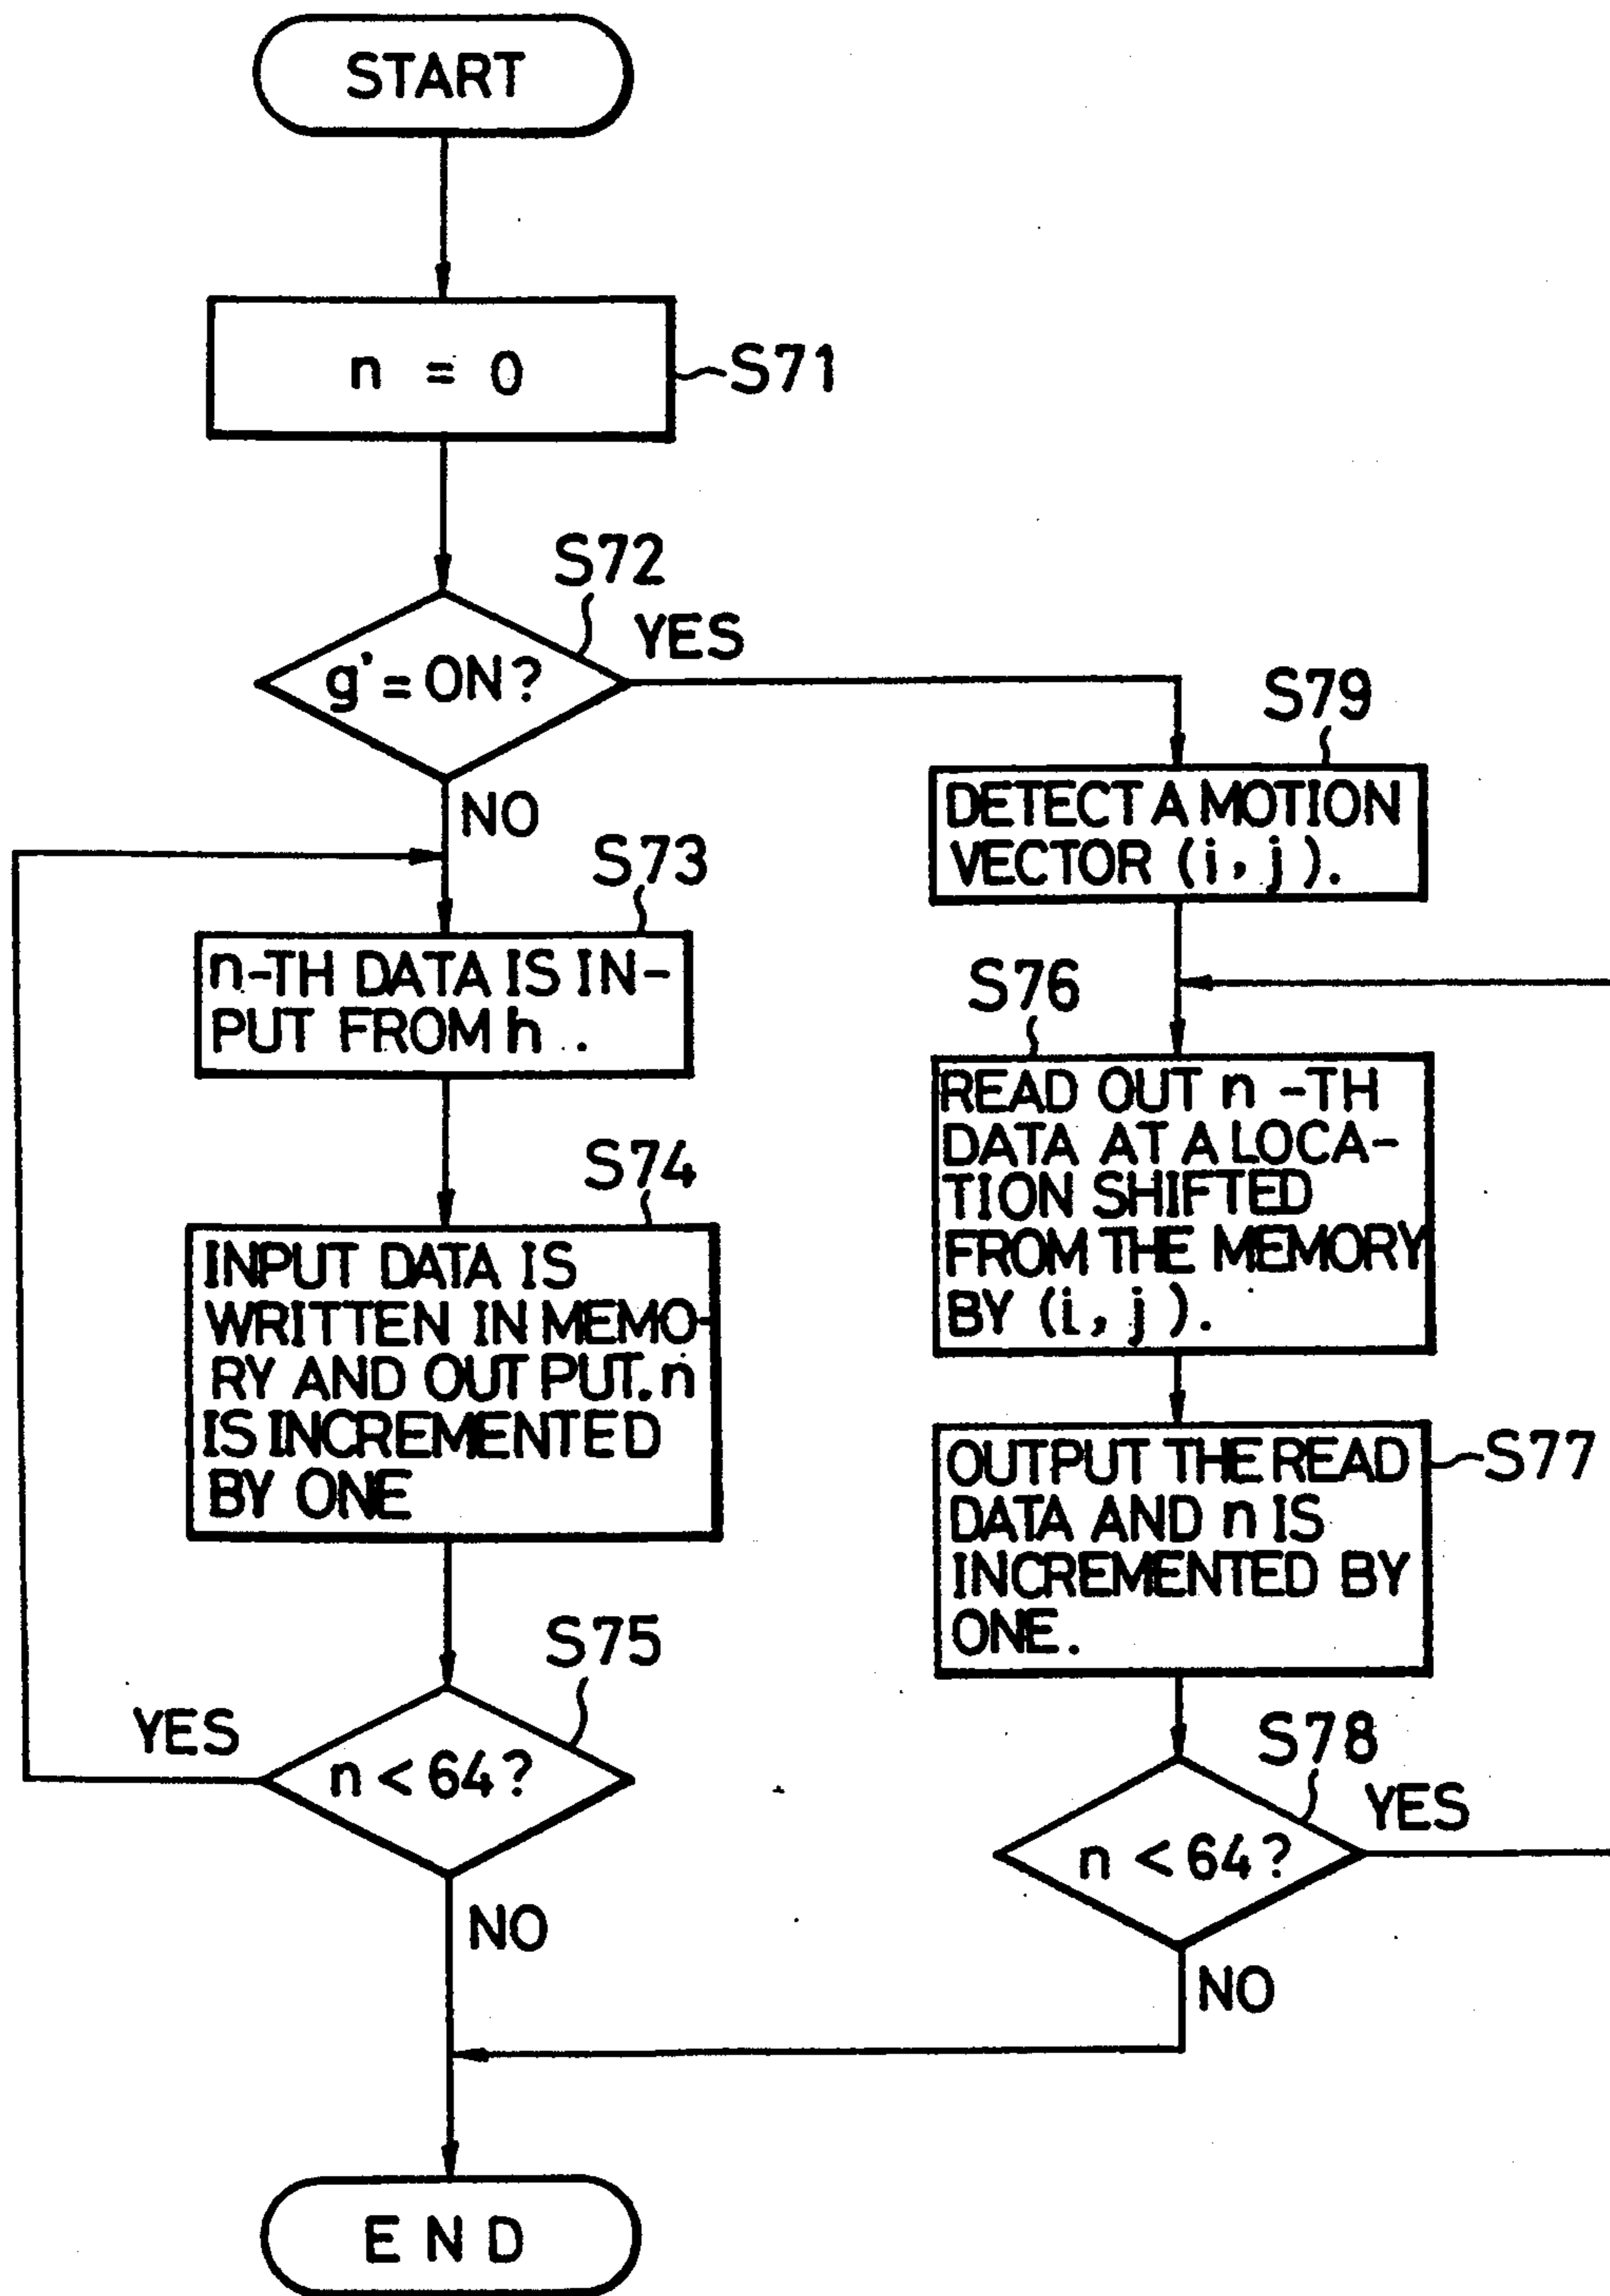 START
n = 0
S71
S72
g' = ON?
YES
NO
S79
DETECT A MOTION
VECTOR (i, j).
S73
n-TH DATA IS IN-
PUT FROM h .
S76
READ OUT n -TH
DATA AT A LOCA-
TION SHIFTED
FROM THE MEMORY
BY (i, j).
S74
INPUT DATA IS
WRITTEN IN MEMO-
RY AND OUTPUT. n
IS INCREMENTED
BY ONE
OUTPUT THE READ
DATA AND n IS
INCREMENTED BY
ONE.
S77
S75
n < 64?
YES
NO
S78
n < 64?
YES
NO
END